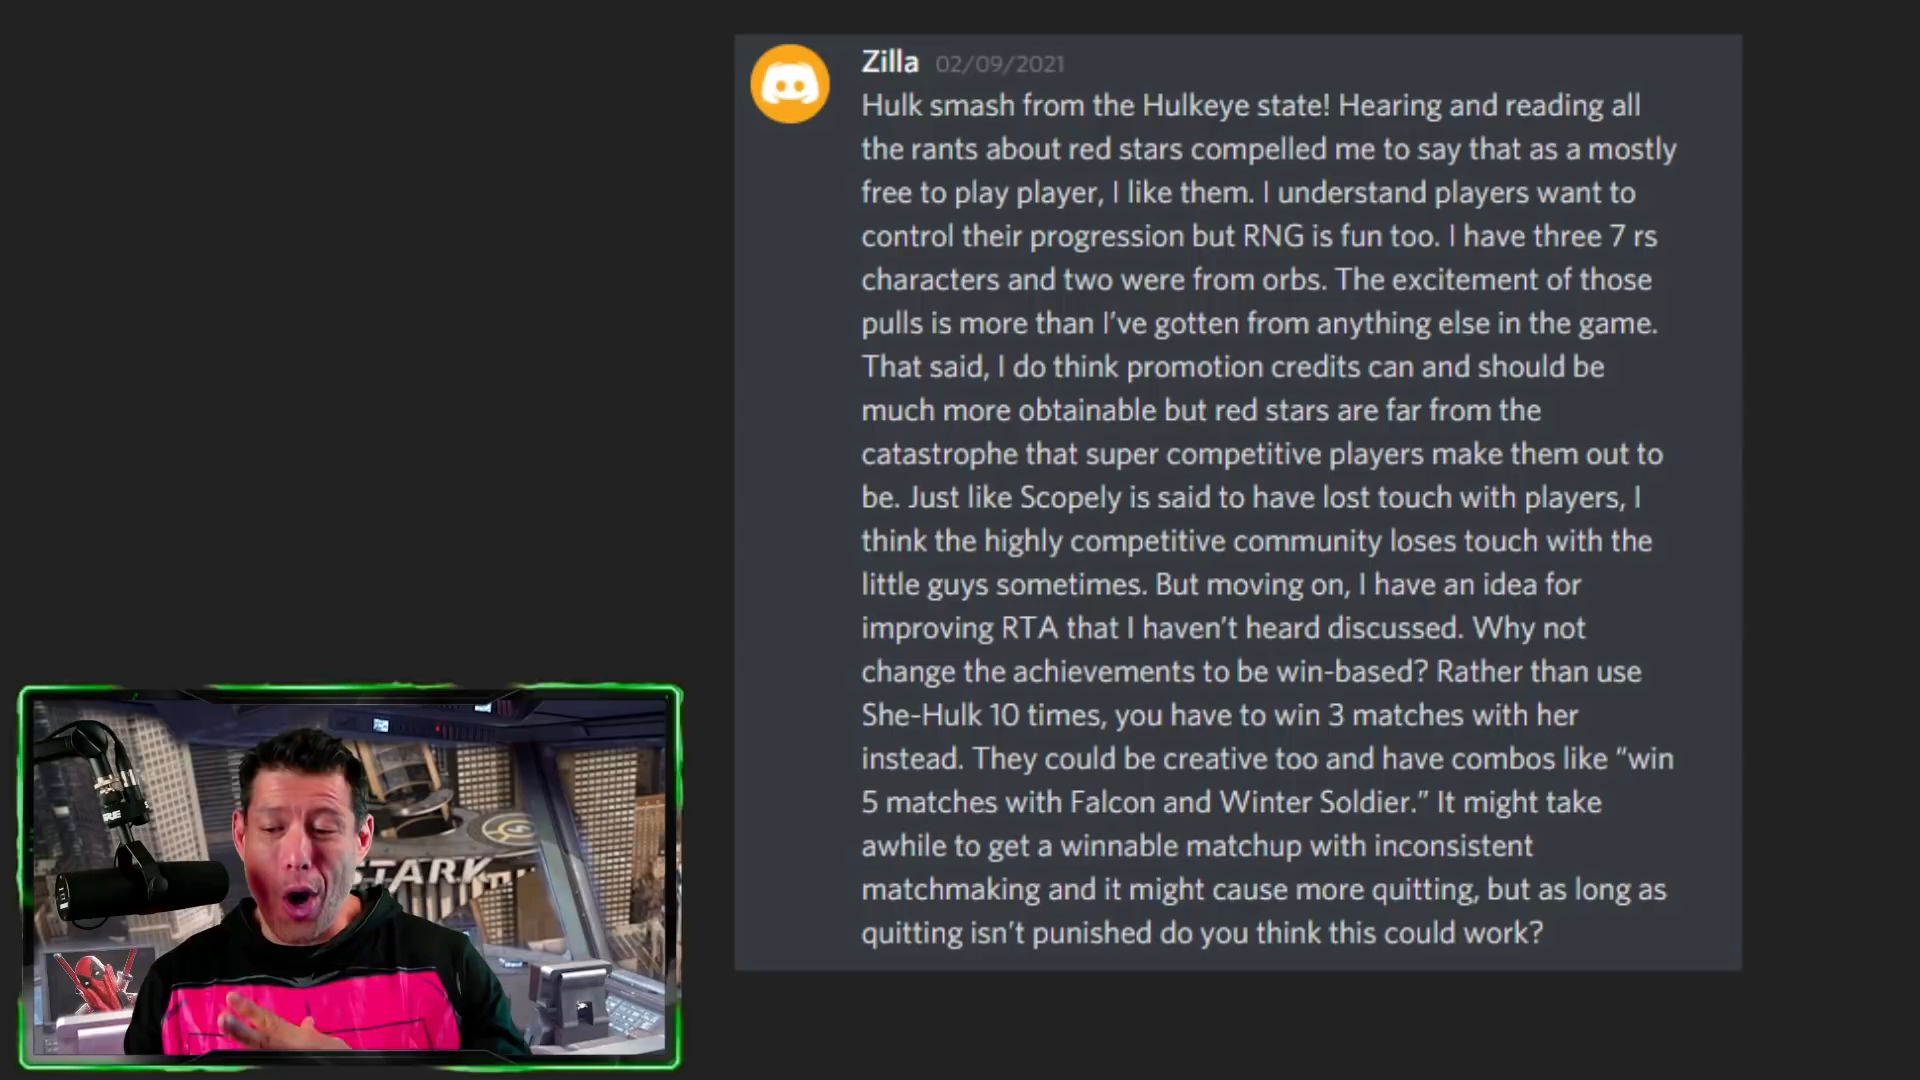 Zilla 02/09/2021
Hulk smash from the Hulkeye state! Hearing and reading all
the rants about red stars compelled me to say that as a mostly
free to play player, I like them. I understand players want to
control their progression but RNG is fun too. I have three 7 rs
characters and two were from orbs. The excitement of those
pulls is more than I've gotten from anything else in the game.
That said, I do think promotion credits can and should be
much more obtainable but red stars are far from the
catastrophe that super competitive players make them out to
be. Just like Scopely is said to have lost touch with players, I
think the highly competitive community loses touch with the
little guys sometimes. But moving on, I have an idea for
improving RTA that I haven't heard discussed. Why not
change the achievements to be win-based? Rather than use
She-Hulk 10 times, you have to win 3 matches with her
instead. They could be creative too and have combos like “win
5 matches with Falcon and Winter Soldier.” It might take
awhile to get a winnable matchup with inconsistent
matchmaking and it might cause more quitting, but as long as
quitting isn't punished do you think this could work?
STARK